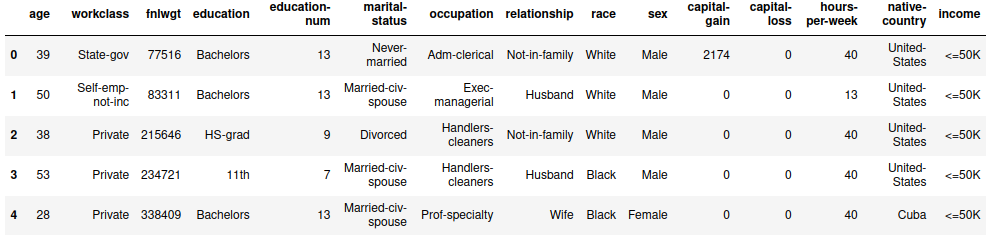 age workclass fnlwgt education education-num marital-status occupation relationship race sex capital-gain capital-loss hours-per-week native-country income
0 39 State-gov 77516 Bachelors 13 Never-married Adm-clerical Not-in-family White Male 2174 0 40 United-States <=50K
1 50 Self-emp-not-inc 83311 Bachelors 13 Married-civ-spouse Exec-managerial Husband White Male 0 0 13 United-States <=50K
2 38 Private 215646 HS-grad 9 Divorced Handlers-cleaners Not-in-family White Male 0 0 40 United-States <=50K
3 53 Private 234721 11th 7 Married-civ-spouse Handlers-cleaners Husband Black Male 0 0 40 United-States <=50K
4 28 Private 338409 Bachelors 13 Married-civ-spouse Prof-specialty Wife Black Female 0 0 40 Cuba <=50K